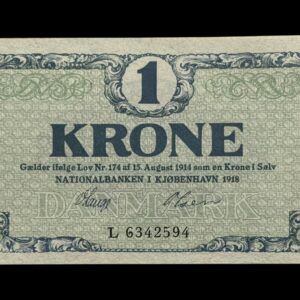 1
KRONE
Gælder ifølge Lov Nr. 174 af 15. August 1914 som en Krone i Sølv
NATIONALBANKEN I KJØBENHAVN 1918
DANMARK
L 6342594